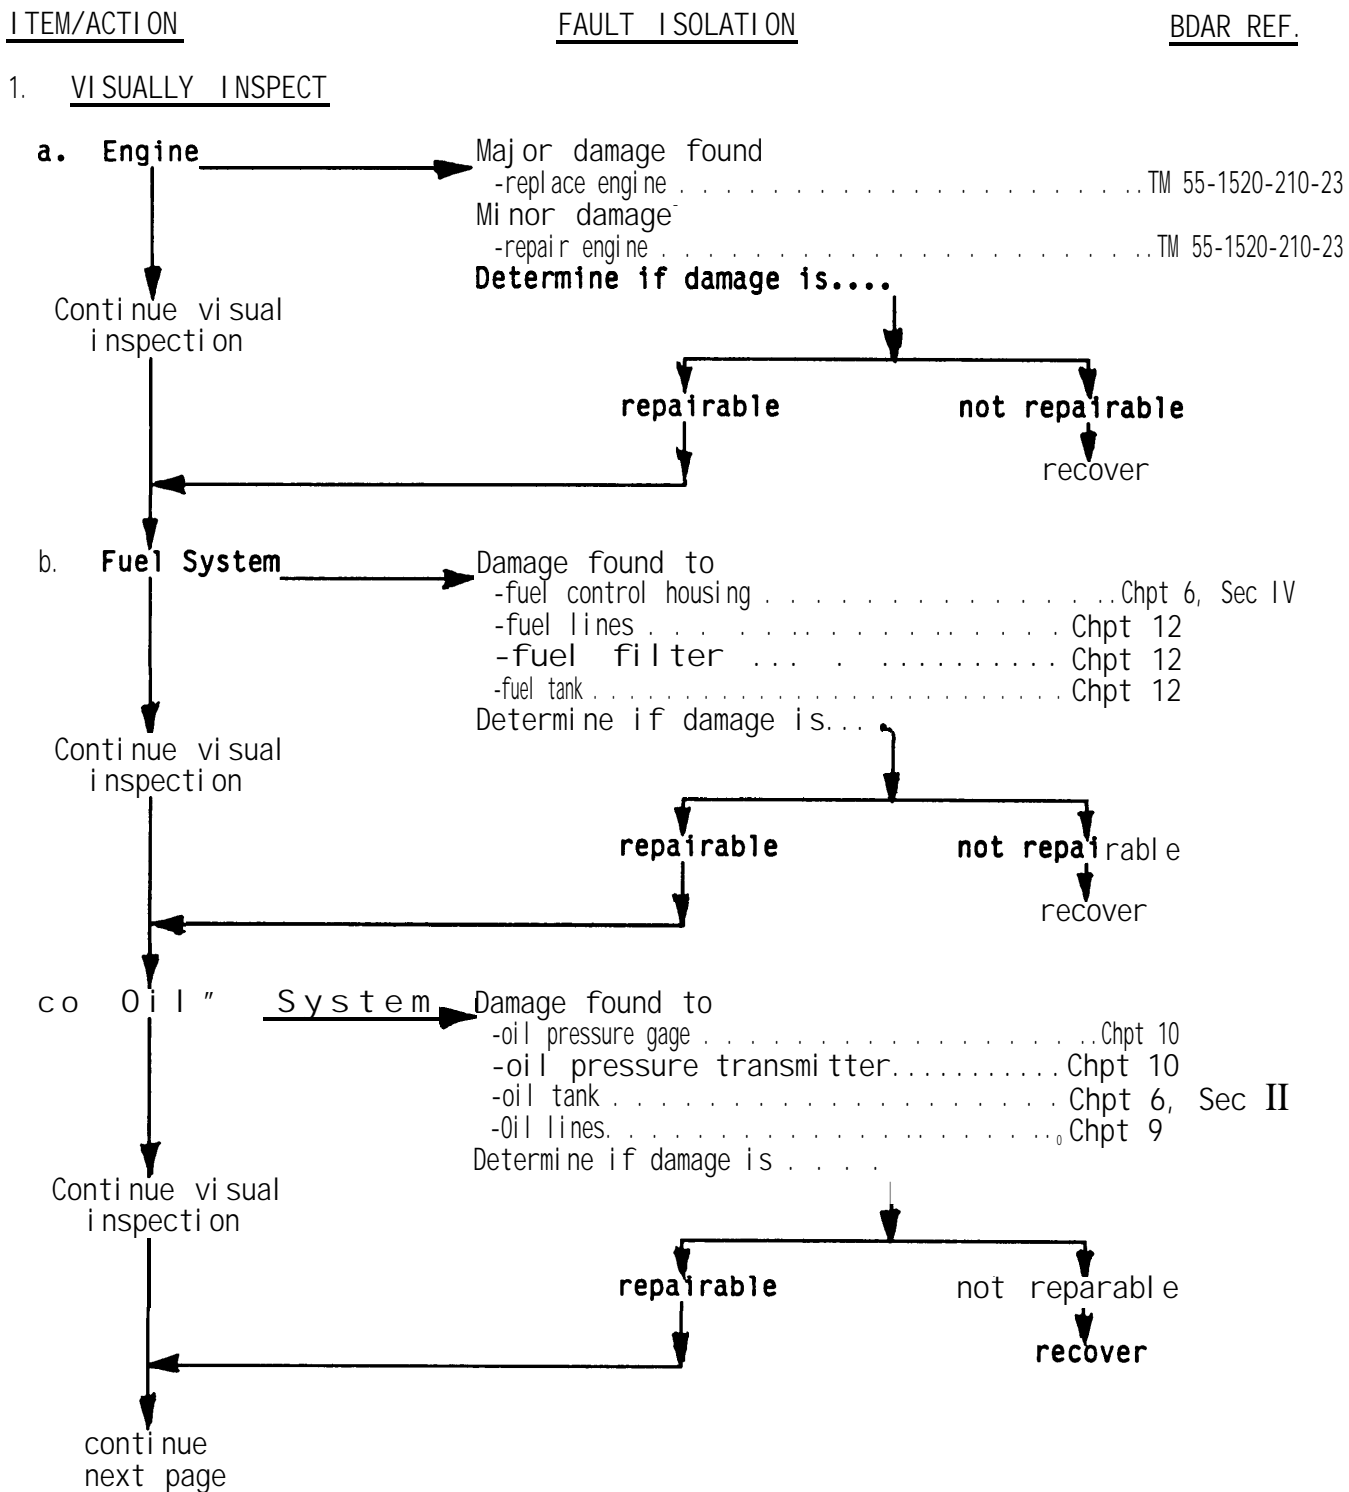 ITEM/ACTION FAULT ISOLATION BDAR REF.
1. VISUALLY INSPECT
a. Engine Major damage found
-replace engine . . . . . . . . . . . . . . . . . . . . . . .. TM 55-1520-210-23
Minor damage
-repair engine . . . . . . . . . . . . . . . . . . . . . . . .. TM 55-1520-210-23
Determine if damage is....
Continue visual
inspection
repairable not repairable
recover
b. Fuel System Damage found to
-fuel control housing . . . . . . . . . . . . . . . . .. Chpt 6, Sec IV
-fuel lines . . . . .. . . . .. . . . . Chpt 12
-fuel filter ... . .......... Chpt 12
-fuel tank . . . . . . . . . . . . . . . . . . . . . . . . Chpt 12
Determine if damage is...
Continue visual
inspection
repairable not repairable
recover
co Oil" System Damage found to
-oil pressure gage . . . . . . . . . . . . . . . . . . .. Chpt 10
-oil pressure transmitter........... Chpt 10
-oil tank . . . . . . . . . . . . . . . . . . . Chpt 6, Sec II
-Oil lines. . . . . . . . . . . . . .. . . . . ..o Chpt 9
Determine if damage is . . . .
Continue visual
inspection
repairable not reparable
recover
continue
next page